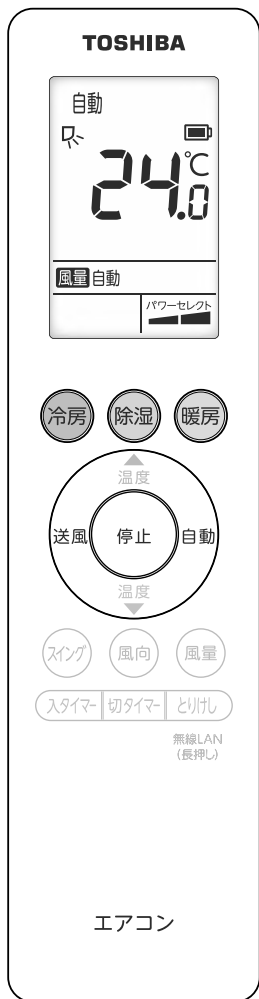 TOSHIBA
自動
24.0℃
風量 自動
パワーセレクト
冷房 除湿 暖房
温度
送風 停止 自動
温度
スイング 風向 風量
入タイマー 切タイマー とりけし
無線LAN
(長押し)
エアコン